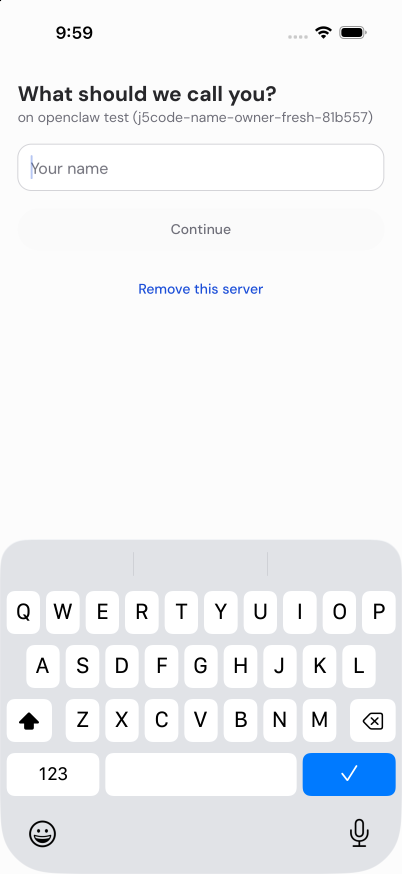 9:59
What should we call you?
on openclaw test (j5code-name-owner-fresh-81b557)
Your name
Continue
Remove this server
Q W E R T Y U I O P
A S D F G H J K L
Z X C V B N M
123